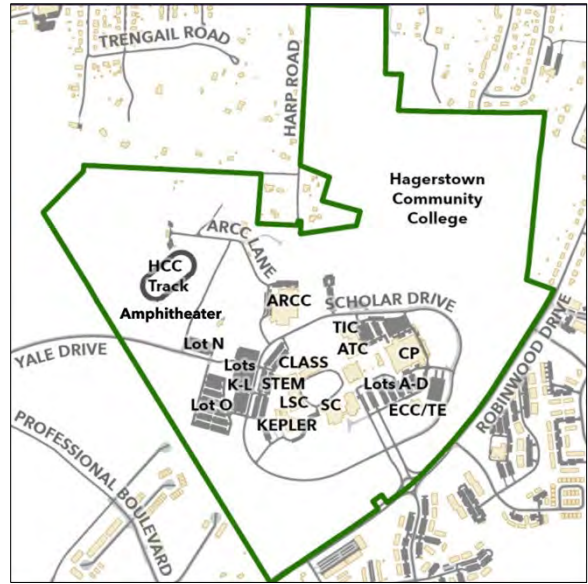 TRENGAIL ROAD
HARP ROAD
Hagerstown
Community
College
ARCC LANE
HCC
Track
Amphitheater
ARCC
SCHOLAR DRIVE
TIC
ATC
CP
Lot N
YALE DRIVE
Lots
K-L
CLASS
STEM
LSC
SC
Lots A-D
ECC/TE
Lot O
KEPLER
ROBINWOOD DRIVE
PROFESSIONAL BOULEVARD